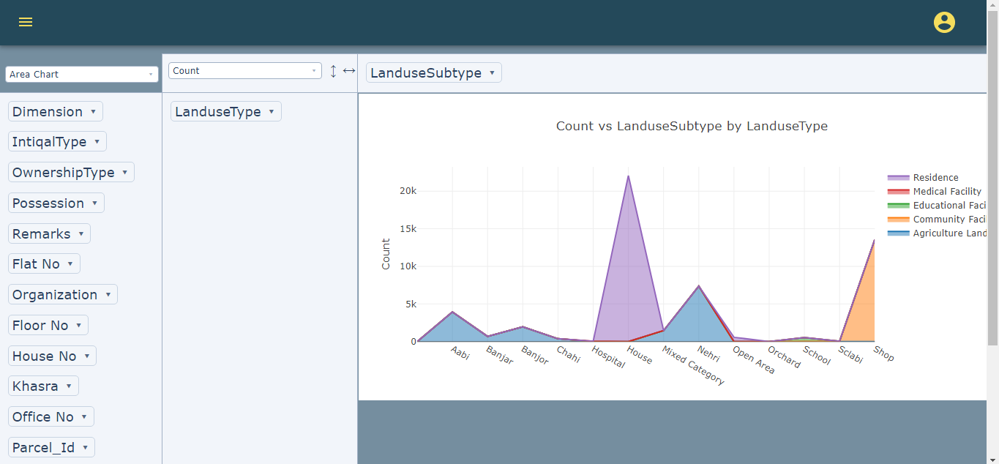 Area Chart
Count
LanduseSubtype
Dimension
IntiqalType
OwnershipType
Possession
Remarks
Flat No
Organization
Floor No
House No
Khasra
Office No
Parcel_Id
LanduseType
Count vs LanduseSubtype by LanduseType
20k
15k
10k
5k
0
Count
Aabi
Banjar
Banjor
Chahi
Hospital
House
Mixed Category
Nehri
Open Area
Orchard
School
Sclabi
Shop
Residence
Medical Facility
Educational Faci
Community Faci
Agriculture Land